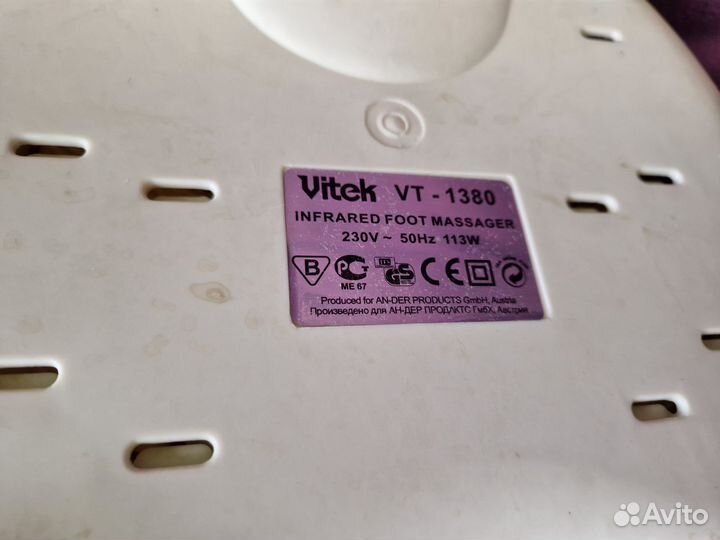 Vitek VT - 1380
INFRARED FOOT MASSAGER
230V ~ 50Hz 113W
B РСТ GS CE
ME 67
Produced for AN-DER PRODUCTS GmbH, Austria
Произведено для АН-ДЕР ПРОДАКТС ГмбХ, Австрия
Avito